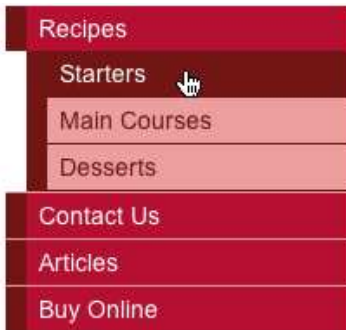 Recipes
Starters
Main Courses
Desserts
Contact Us
Articles
Buy Online